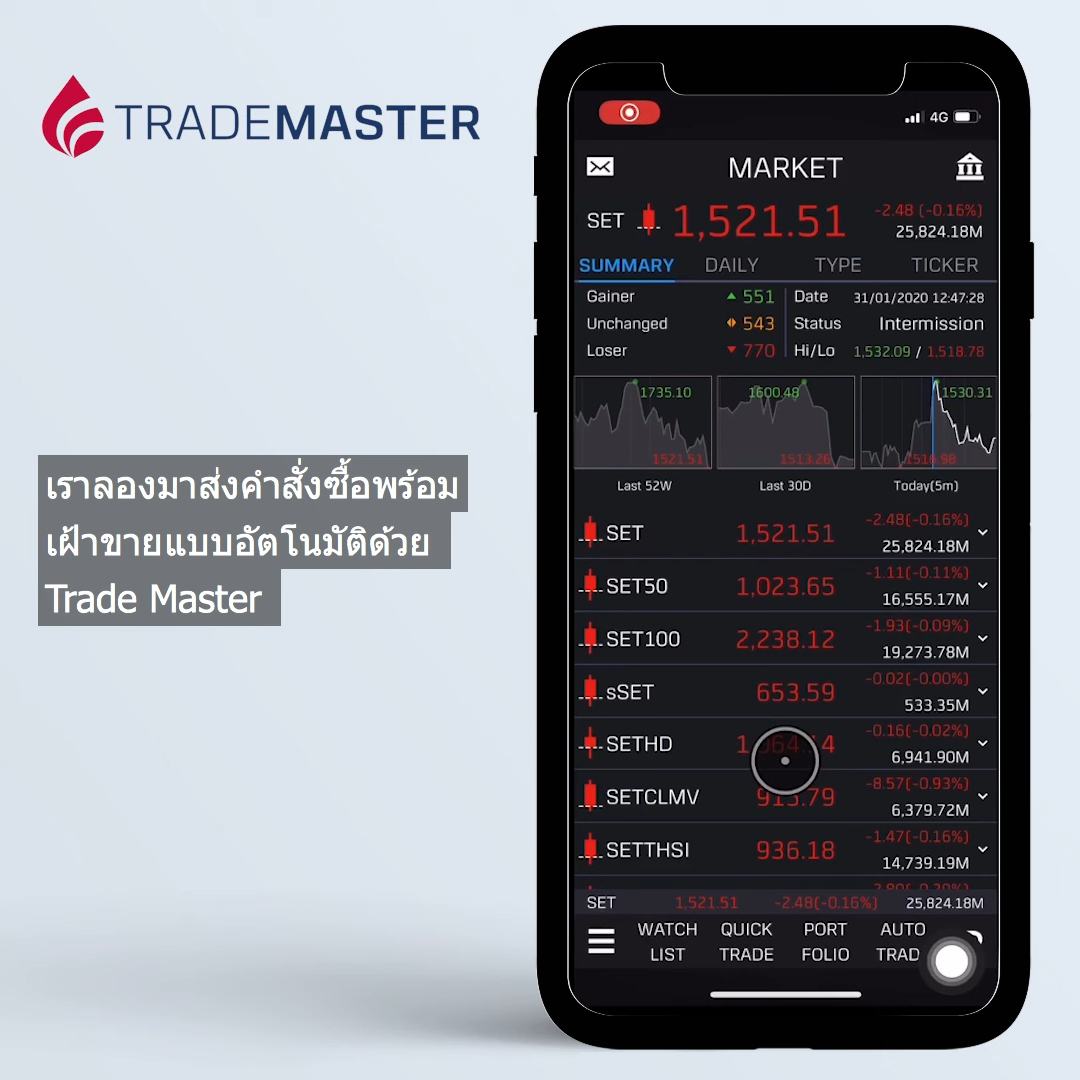 TRADEMASTER
เราลองมาส่งคำสั่งซื้อพร้อม
เฝ้าขายแบบอัตโนมัติด้วย
Trade Master
4G
MARKET
SET 1,521.51 -2.48 (-0.16%)
25,824.18M
SUMMARY DAILY TYPE TICKER
Gainer 551 Date 31/01/2020 12:47:28
Unchanged 543 Status Intermission
Loser 770 Hi/Lo 1,532.09 / 1,518.78
1735.10 1600.48 1530.31
1521.51 1513.26 1516.98
Last 52W Last 30D Today(5m)
SET 1,521.51 -2.48(-0.16%)
25,824.18M
SET50 1,023.65 -1.11(-0.11%)
16,555.17M
SET100 2,238.12 -1.93(-0.09%)
19,273.78M
sSET 653.59 -0.02(-0.00%)
533.35M
SETHD -0.16(-0.02%)
6,941.90M
SETCLMV 913.79 -8.57(-0.93%)
6,379.72M
SETTHSI 936.18 -1.47(-0.16%)
14,739.19M
SET 1,521.51 -2.48(-0.16%) 25,824.18M
WATCH LIST
QUICK TRADE
PORT FOLIO
AUTO TRAD